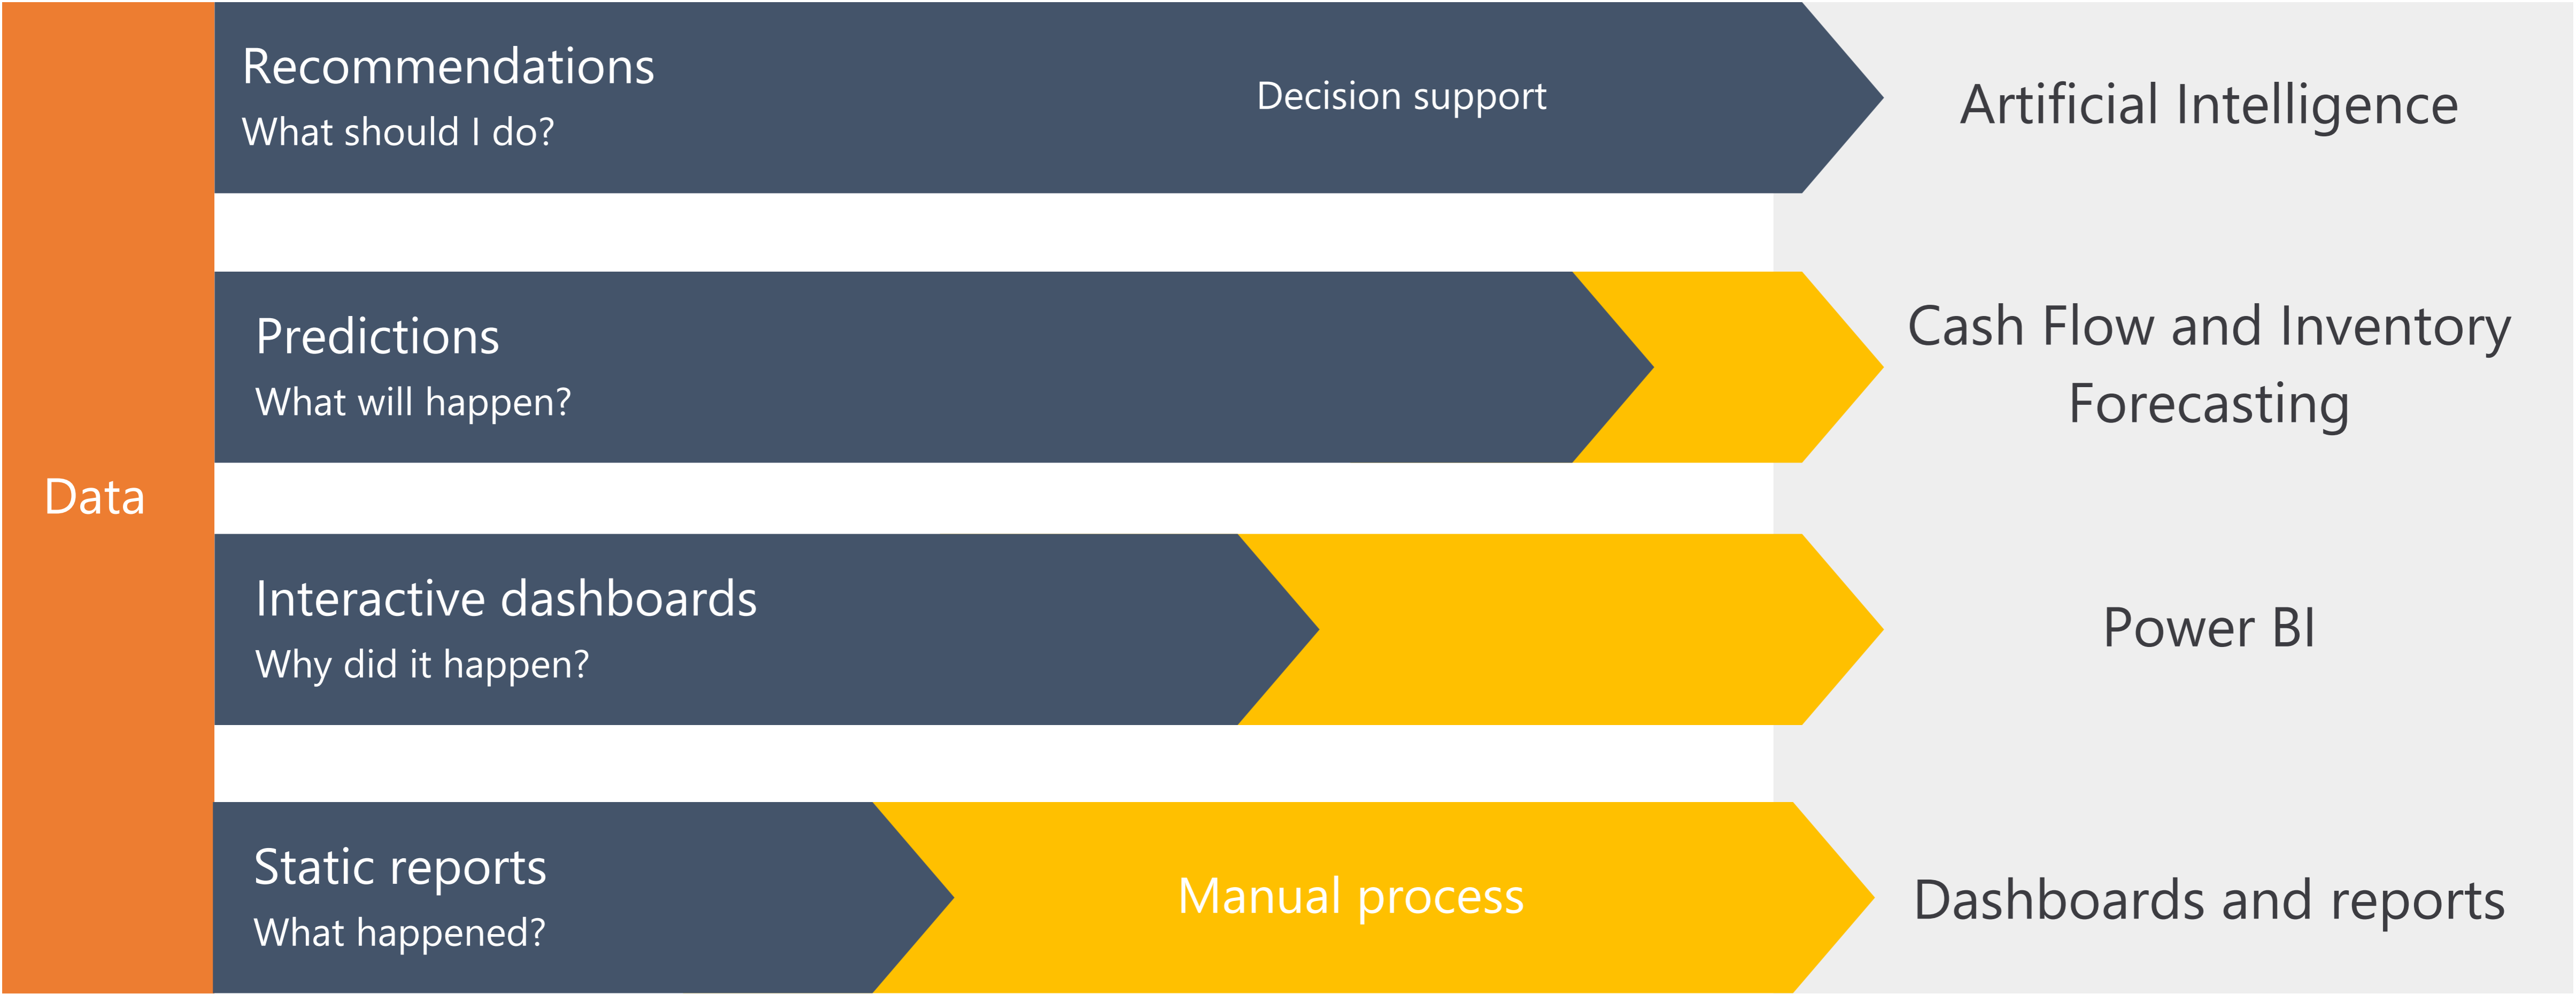 Data
Recommendations
What should I do?
Decision support
Artificial Intelligence
Predictions
What will happen?
Cash Flow and Inventory
Forecasting
Interactive dashboards
Why did it happen?
Power BI
Static reports
What happened?
Manual process
Dashboards and reports